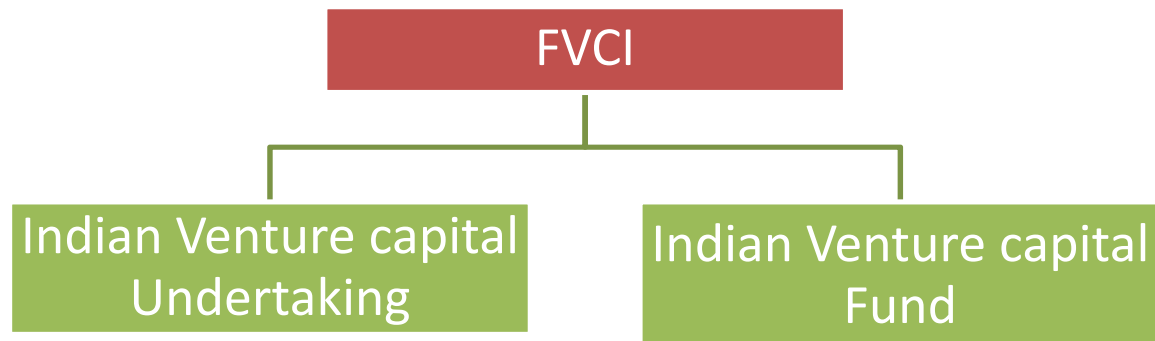 FVCI
Indian Venture capital
Undertaking
Indian Venture capital
Fund